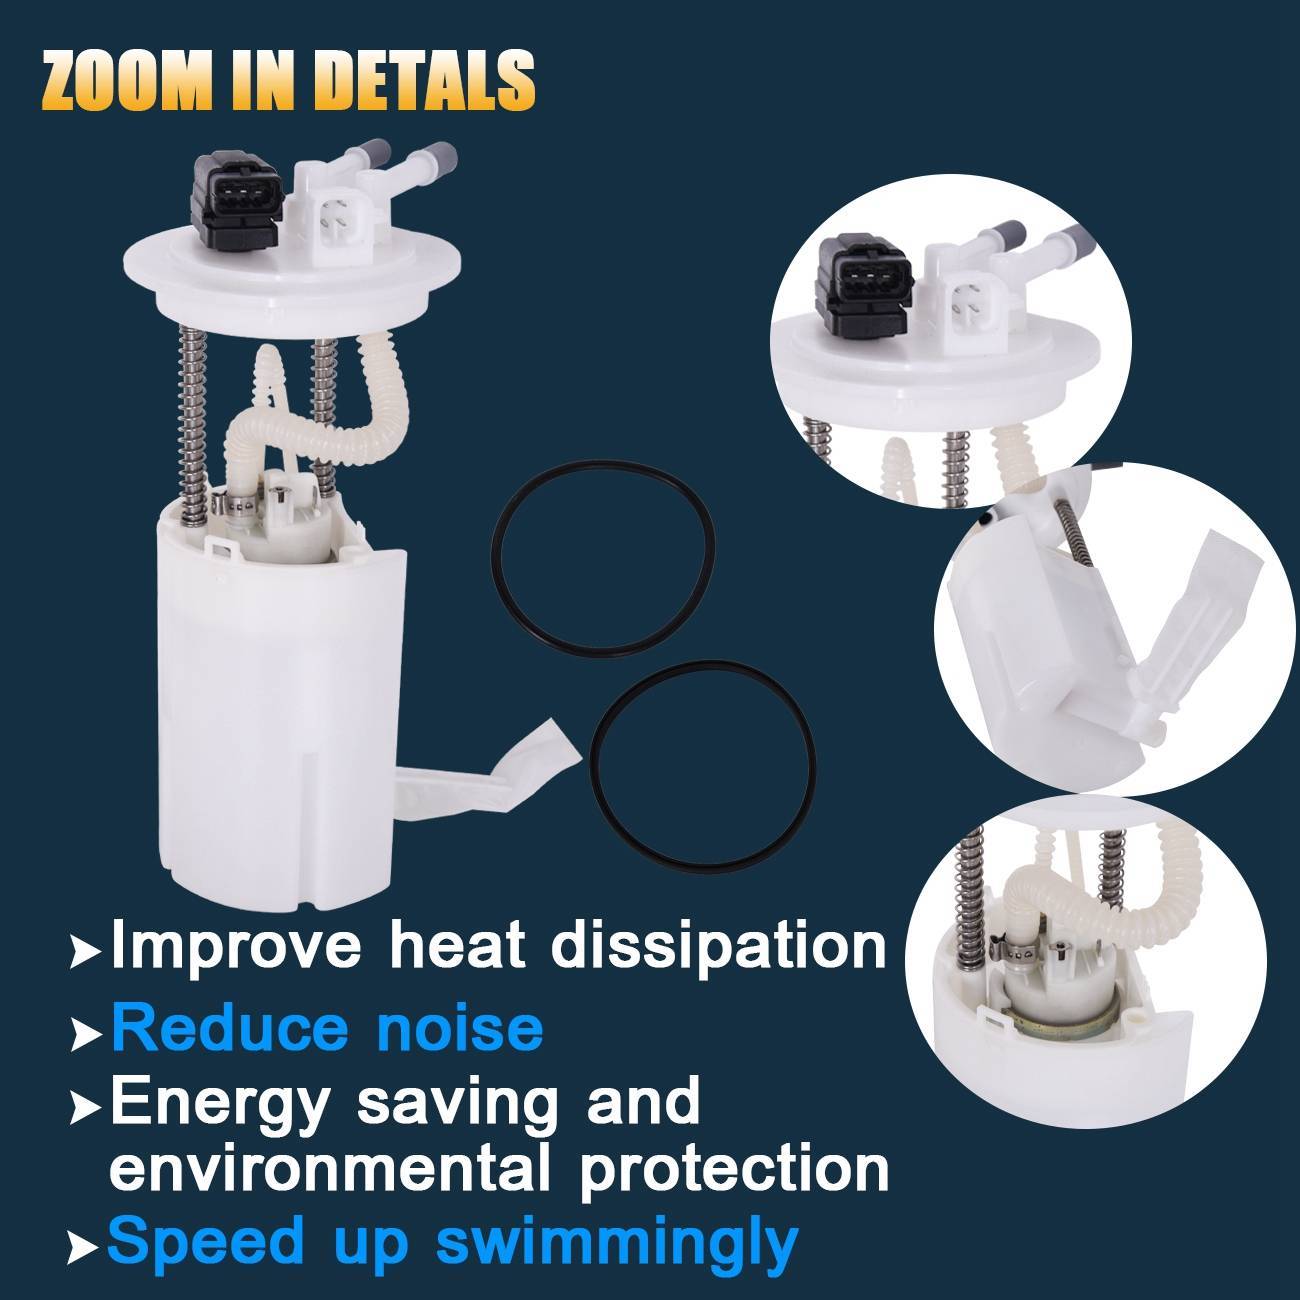 ZOOM IN DETALS
Improve heat dissipation
Reduce noise
Energy saving and
environmental protection
Speed up swimmingly